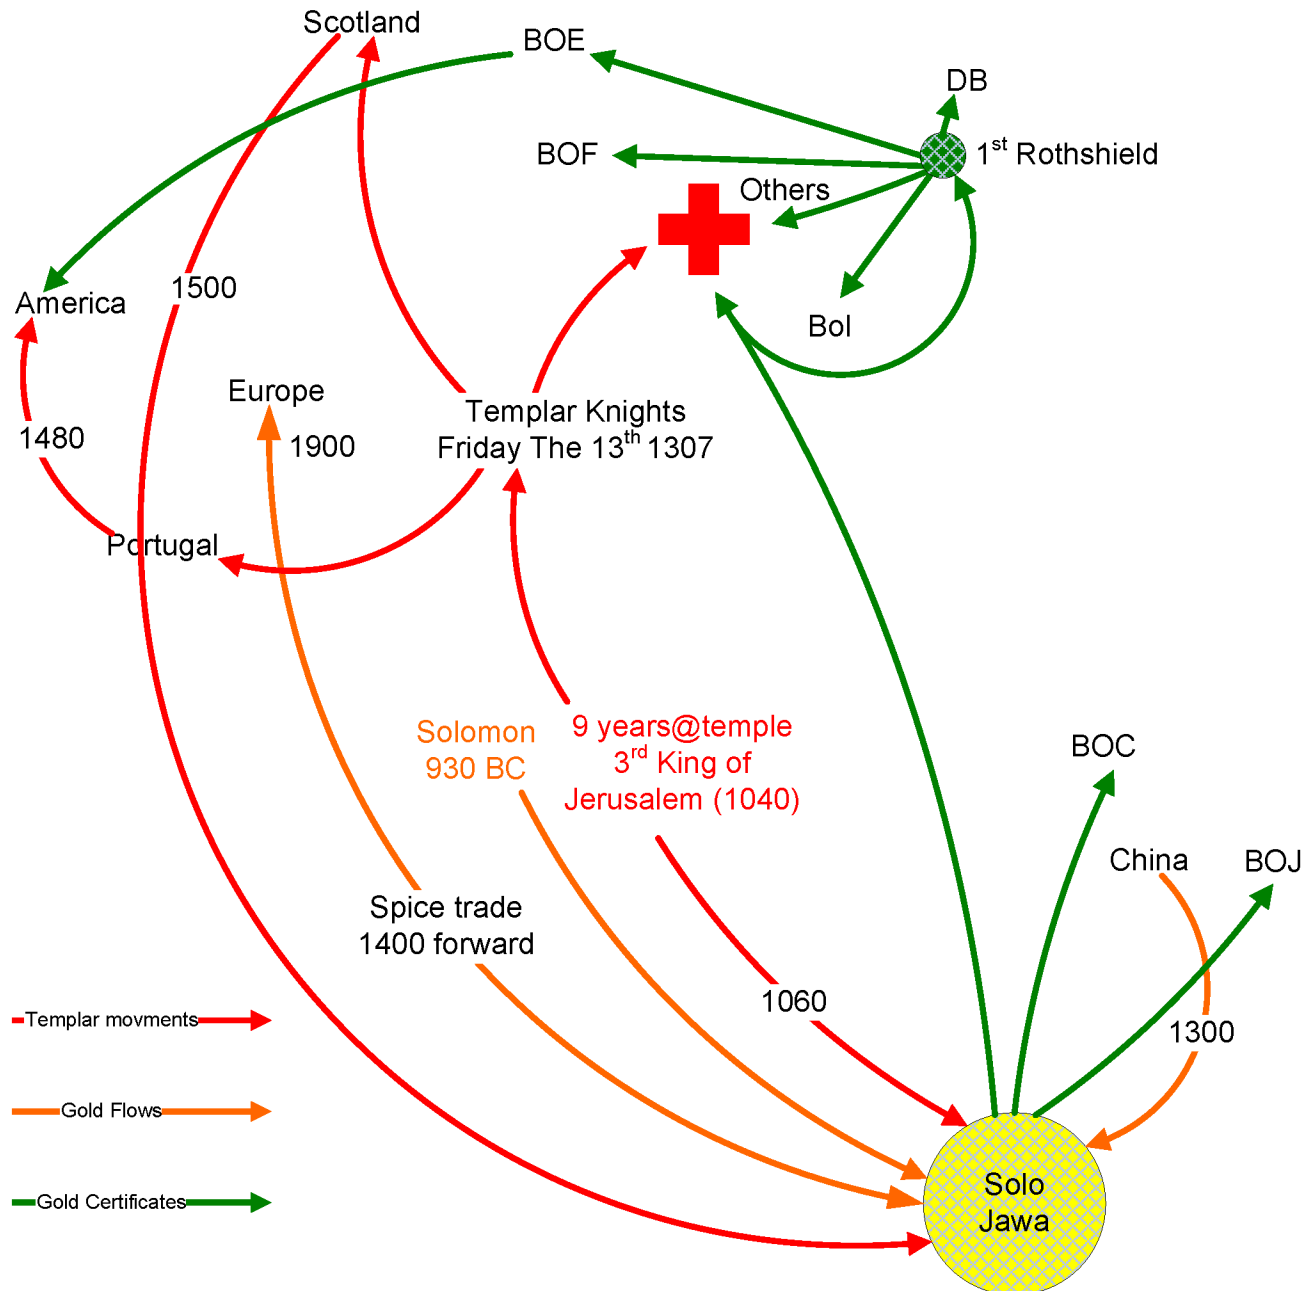 Scotland
BOE
DB
BOF
1st Rothshield
Others
1500
America
BoI
Europe
1900
Templar Knights
Friday The 13th 1307
1480
Portugal
Solomon
930 BC
9 years@temple
3rd King of
Jerusalem (1040)
BOC
China
BOJ
Spice trade
1400 forward
1060
1300
Templar movments
Gold Flows
Gold Certificates
Solo
Jawa